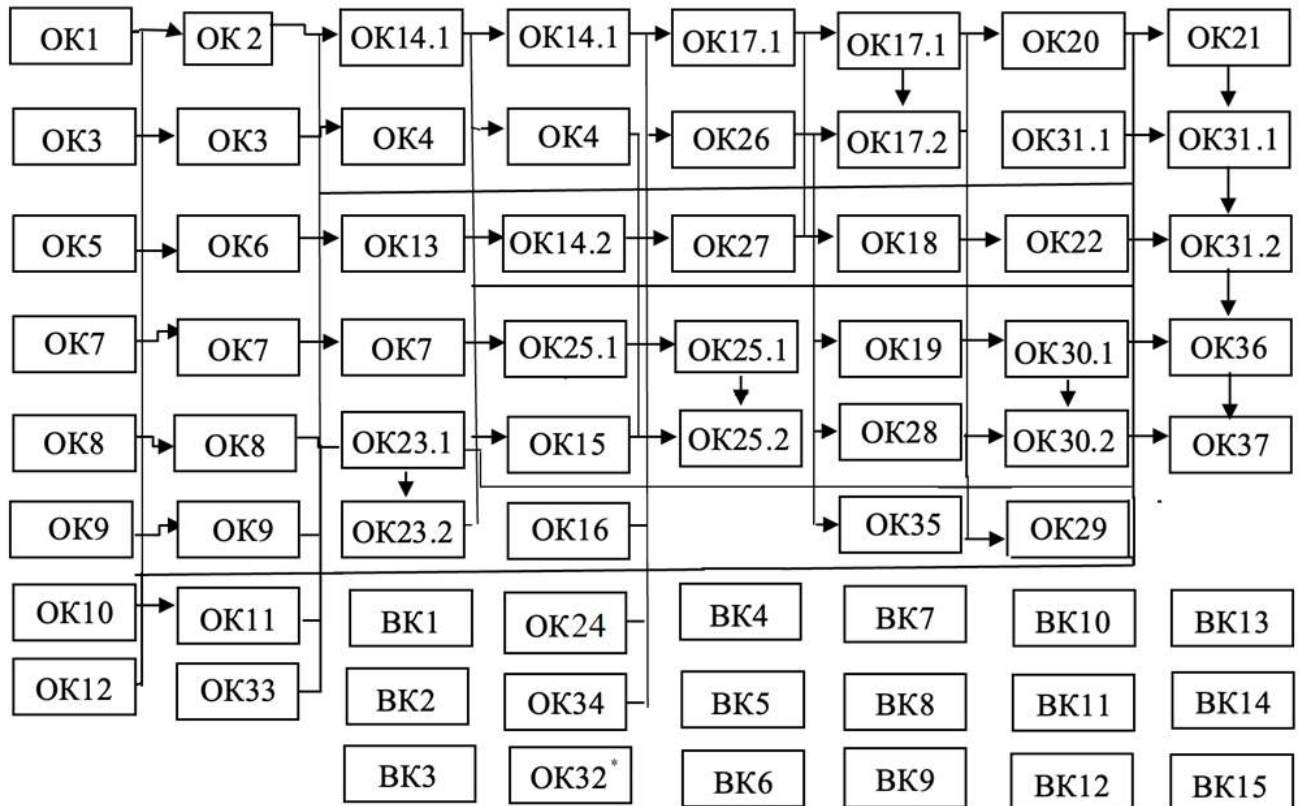 ОК1 ОК 2 ОК14.1 ОК14.1 ОК17.1 ОК17.1 ОК20 ОК21
ОК3 ОК3 ОК4 ОК4 ОК26 ОК17.2 ОК31.1 ОК31.1
ОК5 ОК6 ОК13 ОК14.2 ОК27 ОК18 ОК22 ОК31.2
ОК7 ОК7 ОК7 ОК25.1 ОК25.1 ОК19 ОК30.1 ОК36
ОК8 ОК8 ОК23.1 ОК15 ОК25.2 ОК28 ОК30.2 ОК37
ОК9 ОК9 ОК23.2 ОК16 ОК35 ОК29
ОК10 ОК11 ВК1 ОК24 ВК4 ВК7 ВК10 ВК13
ОК12 ОК33 ВК2 ОК34 ВК5 ВК8 ВК11 ВК14
ВК3 ОК32* ВК6 ВК9 ВК12 ВК15